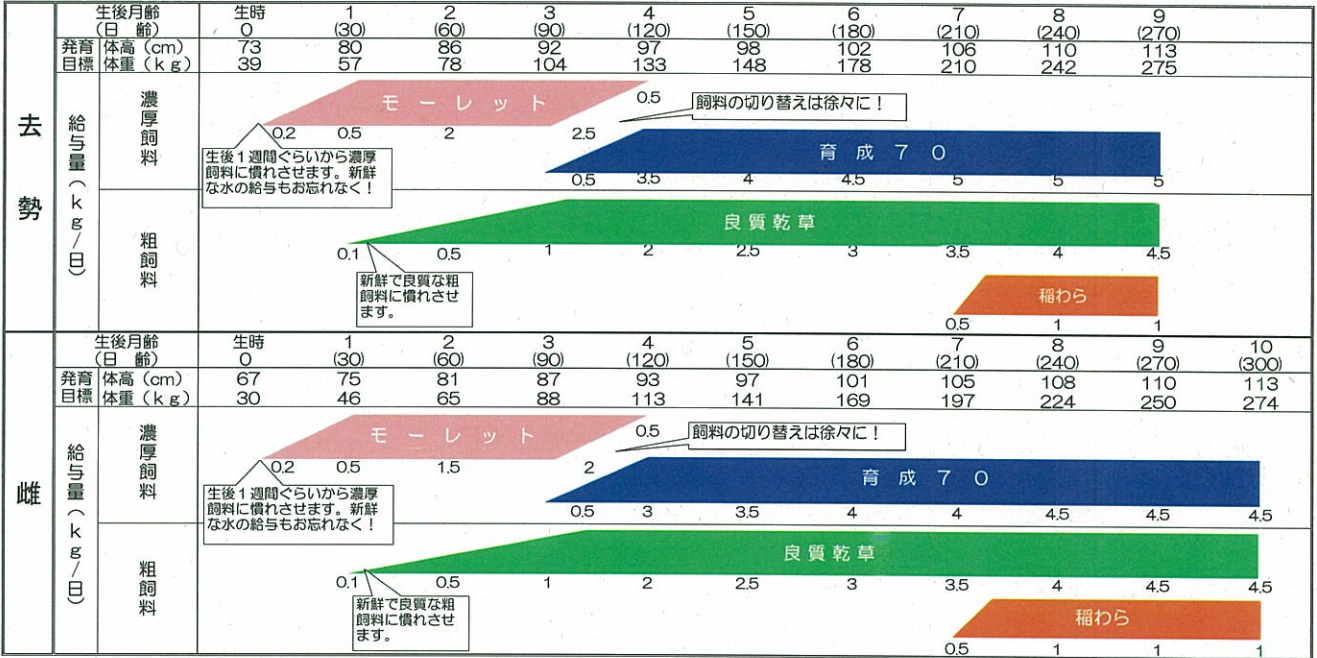 去勢
生後月齢 生時 1 2 3 4 5 6 7 8 9
(日 齢) 0 (30) (60) (90) (120) (150) (180) (210) (240) (270)
発育目標 体高(cm) 73 80 86 92 97 98 102 106 110 113
体重(kg) 39 57 78 104 133 148 178 210 242 275
給与量(kg/日)
濃厚飼料
モーレット
0.5
飼料の切り替えは徐々に!
0.2 0.5 2 2.5
育成70
生後1週間ぐらいから濃厚
飼料に慣れさせます。新鮮
な水の給与もお忘れなく!
0.5 3.5 4 4.5 5 5 5
粗飼料
良質乾草
0.1 0.5 1 2 2.5 3 3.5 4 4.5
新鮮で良質な粗
飼料に慣れさせ
ます。
稲わら
0.5 1 1
雌
生後月齢 生時 1 2 3 4 5 6 7 8 9 10
(日 齢) 0 (30) (60) (90) (120) (150) (180) (210) (240) (270) (300)
発育目標 体高(cm) 67 75 81 87 93 97 101 105 108 110 113
体重(kg) 30 46 65 88 113 141 169 197 224 250 274
給与量(kg/日)
濃厚飼料
モーレット
0.5
飼料の切り替えは徐々に!
0.2 0.5 1.5 2
育成70
生後1週間ぐらいから濃厚
飼料に慣れさせます。新鮮
な水の給与もお忘れなく!
0.5 3 3.5 4 4 4.5 4.5 4.5
粗飼料
良質乾草
0.1 0.5 1 2 2.5 3 3.5 4 4.5 4.5
新鮮で良質な粗
飼料に慣れさせ
ます。
稲わら
0.5 1 1 1